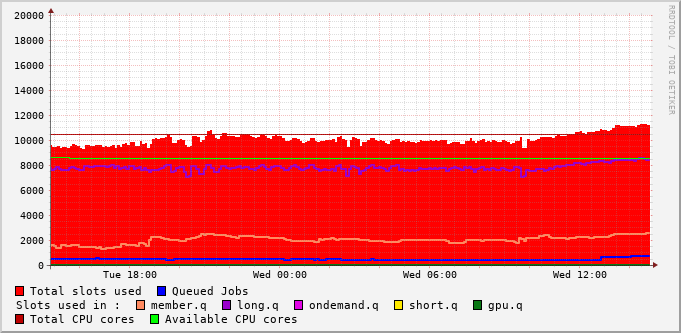 20000
18000
16000
14000
12000
10000
8000
6000
4000
2000
0
Tue 18:00 Wed 00:00 Wed 06:00 Wed 12:00
RRDTOOL / TOBI OETIKER
Total slots used Queued Jobs
Slots used in : member.q long.q ondemand.q short.q gpu.q
Total CPU cores Available CPU cores